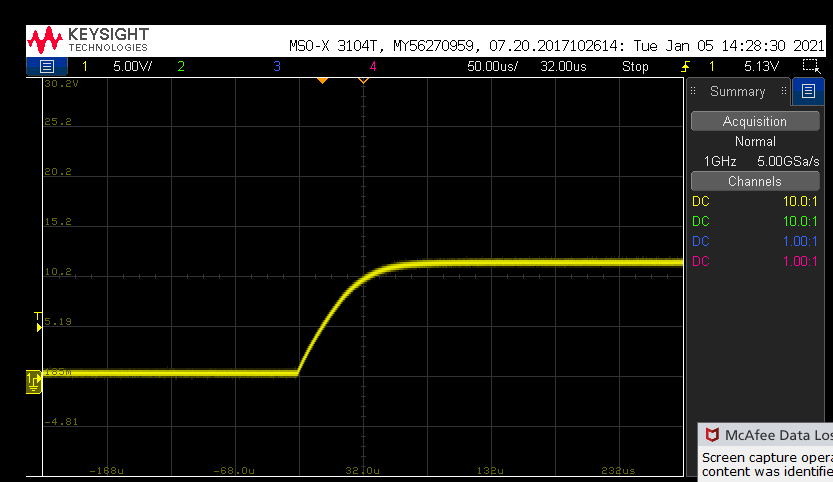 KEYSIGHT
TECHNOLOGIES
MSO-X 3104T, MY56270959, 07.20.2017102614: Tue Jan 05 14:28:30 2021
1 5.00V/ 2 3 4 50.00us/ 32.00us Stop 1 5.13V
30.2V
25.2
20.2
15.2
10.2
T
5.19
185m
1
-4.81
-168u -68.0u 32.0u 132u 232us
Summary
Acquisition
Normal
1GHz 5.00GSa/s
Channels
DC 10.0:1
DC 10.0:1
DC 1.00:1
DC 1.00:1
McAfee Data Los
Screen capture opera
content was identifie